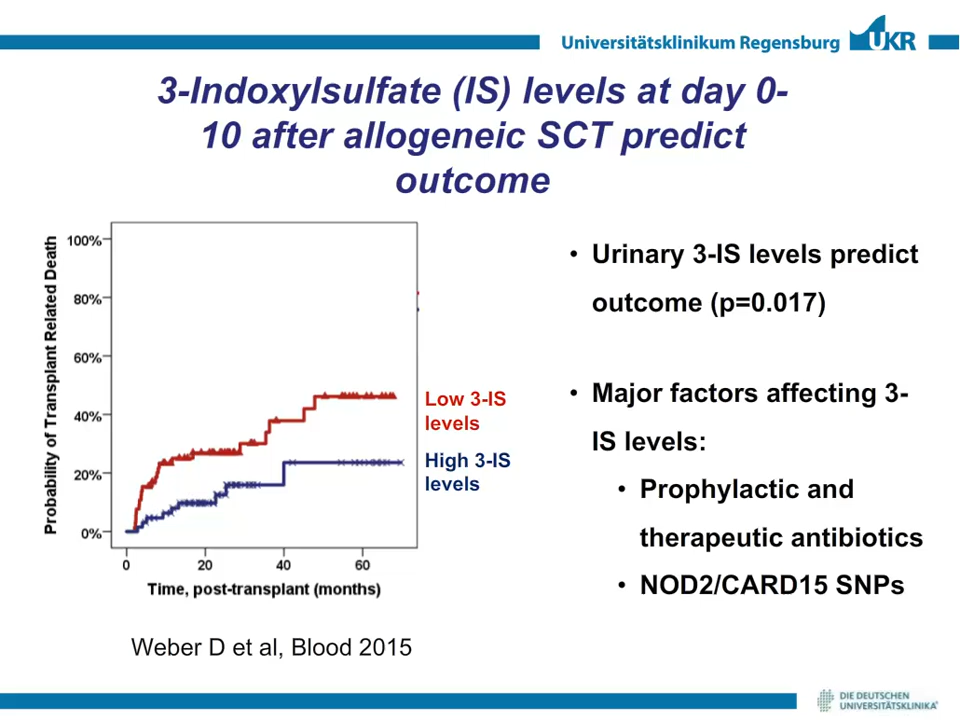 Universitätsklinikum Regensburg
UKR
3-Indoxylsulfate (IS) levels at day 0-
10 after allogeneic SCT predict
outcome
Probability of Transplant Related Death
100%
80%
60%
40%
20%
0%
0
20
40
60
Time, post-transplant (months)
Low 3-IS
levels
High 3-IS
levels
• Urinary 3-IS levels predict
outcome (p=0.017)
• Major factors affecting 3-
IS levels:
• Prophylactic and
therapeutic antibiotics
• NOD2/CARD15 SNPs
Weber D et al, Blood 2015
DIE DEUTSCHEN
UNIVERSITÄTSKLINIKA